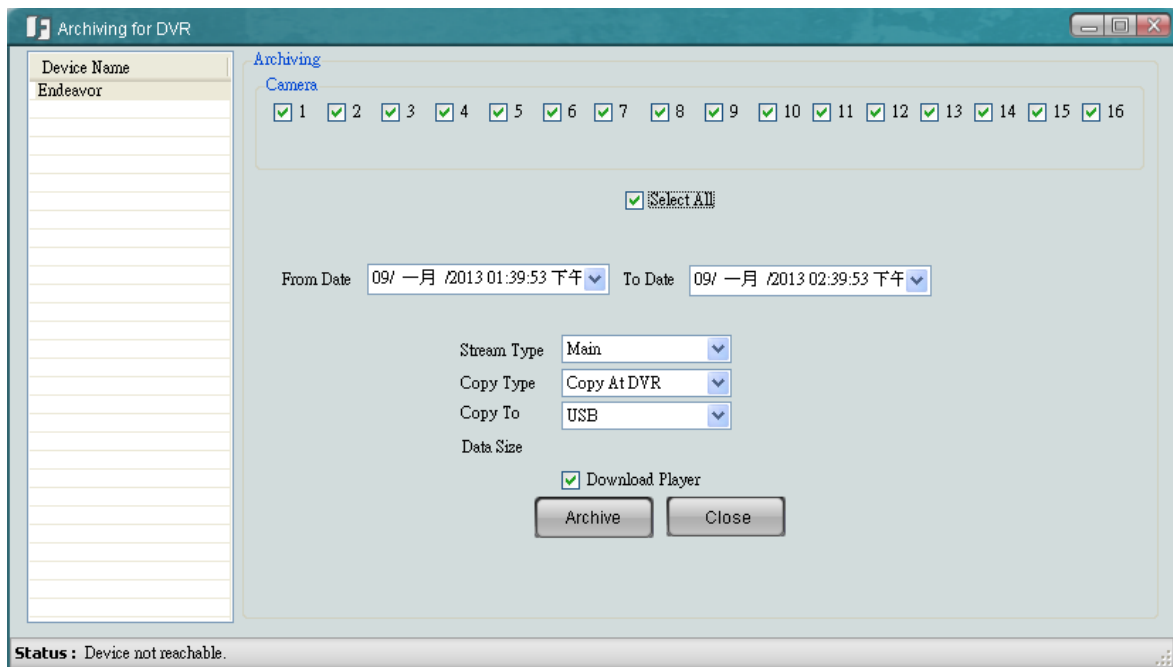 Archiving for DVR
Device Name
Endeavor
Archiving
Camera
1 2 3 4 5 6 7 8 9 10 11 12 13 14 15 16
Select All
From Date 09/ 一月 /2013 01:39:53 下午 To Date 09/ 一月 /2013 02:39:53 下午
Stream Type Main
Copy Type Copy At DVR
Copy To USB
Data Size
Download Player
Archive Close
Status : Device not reachable.